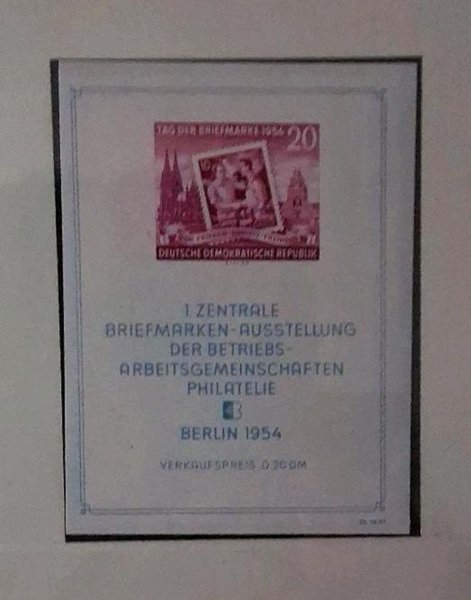 TAG DER BRIEFMARKE 1954 20
DEUTSCHE DEMOKRATISCHE REPUBLIK
1. ZENTRALE
BRIEFMARKEN-AUSSTELLUNG
DER BETRIEBS-
ARBEITSGEMEINSCHAFTEN
PHILATELIE
BERLIN 1954
VERKAUFSPREIS 0,30 DM